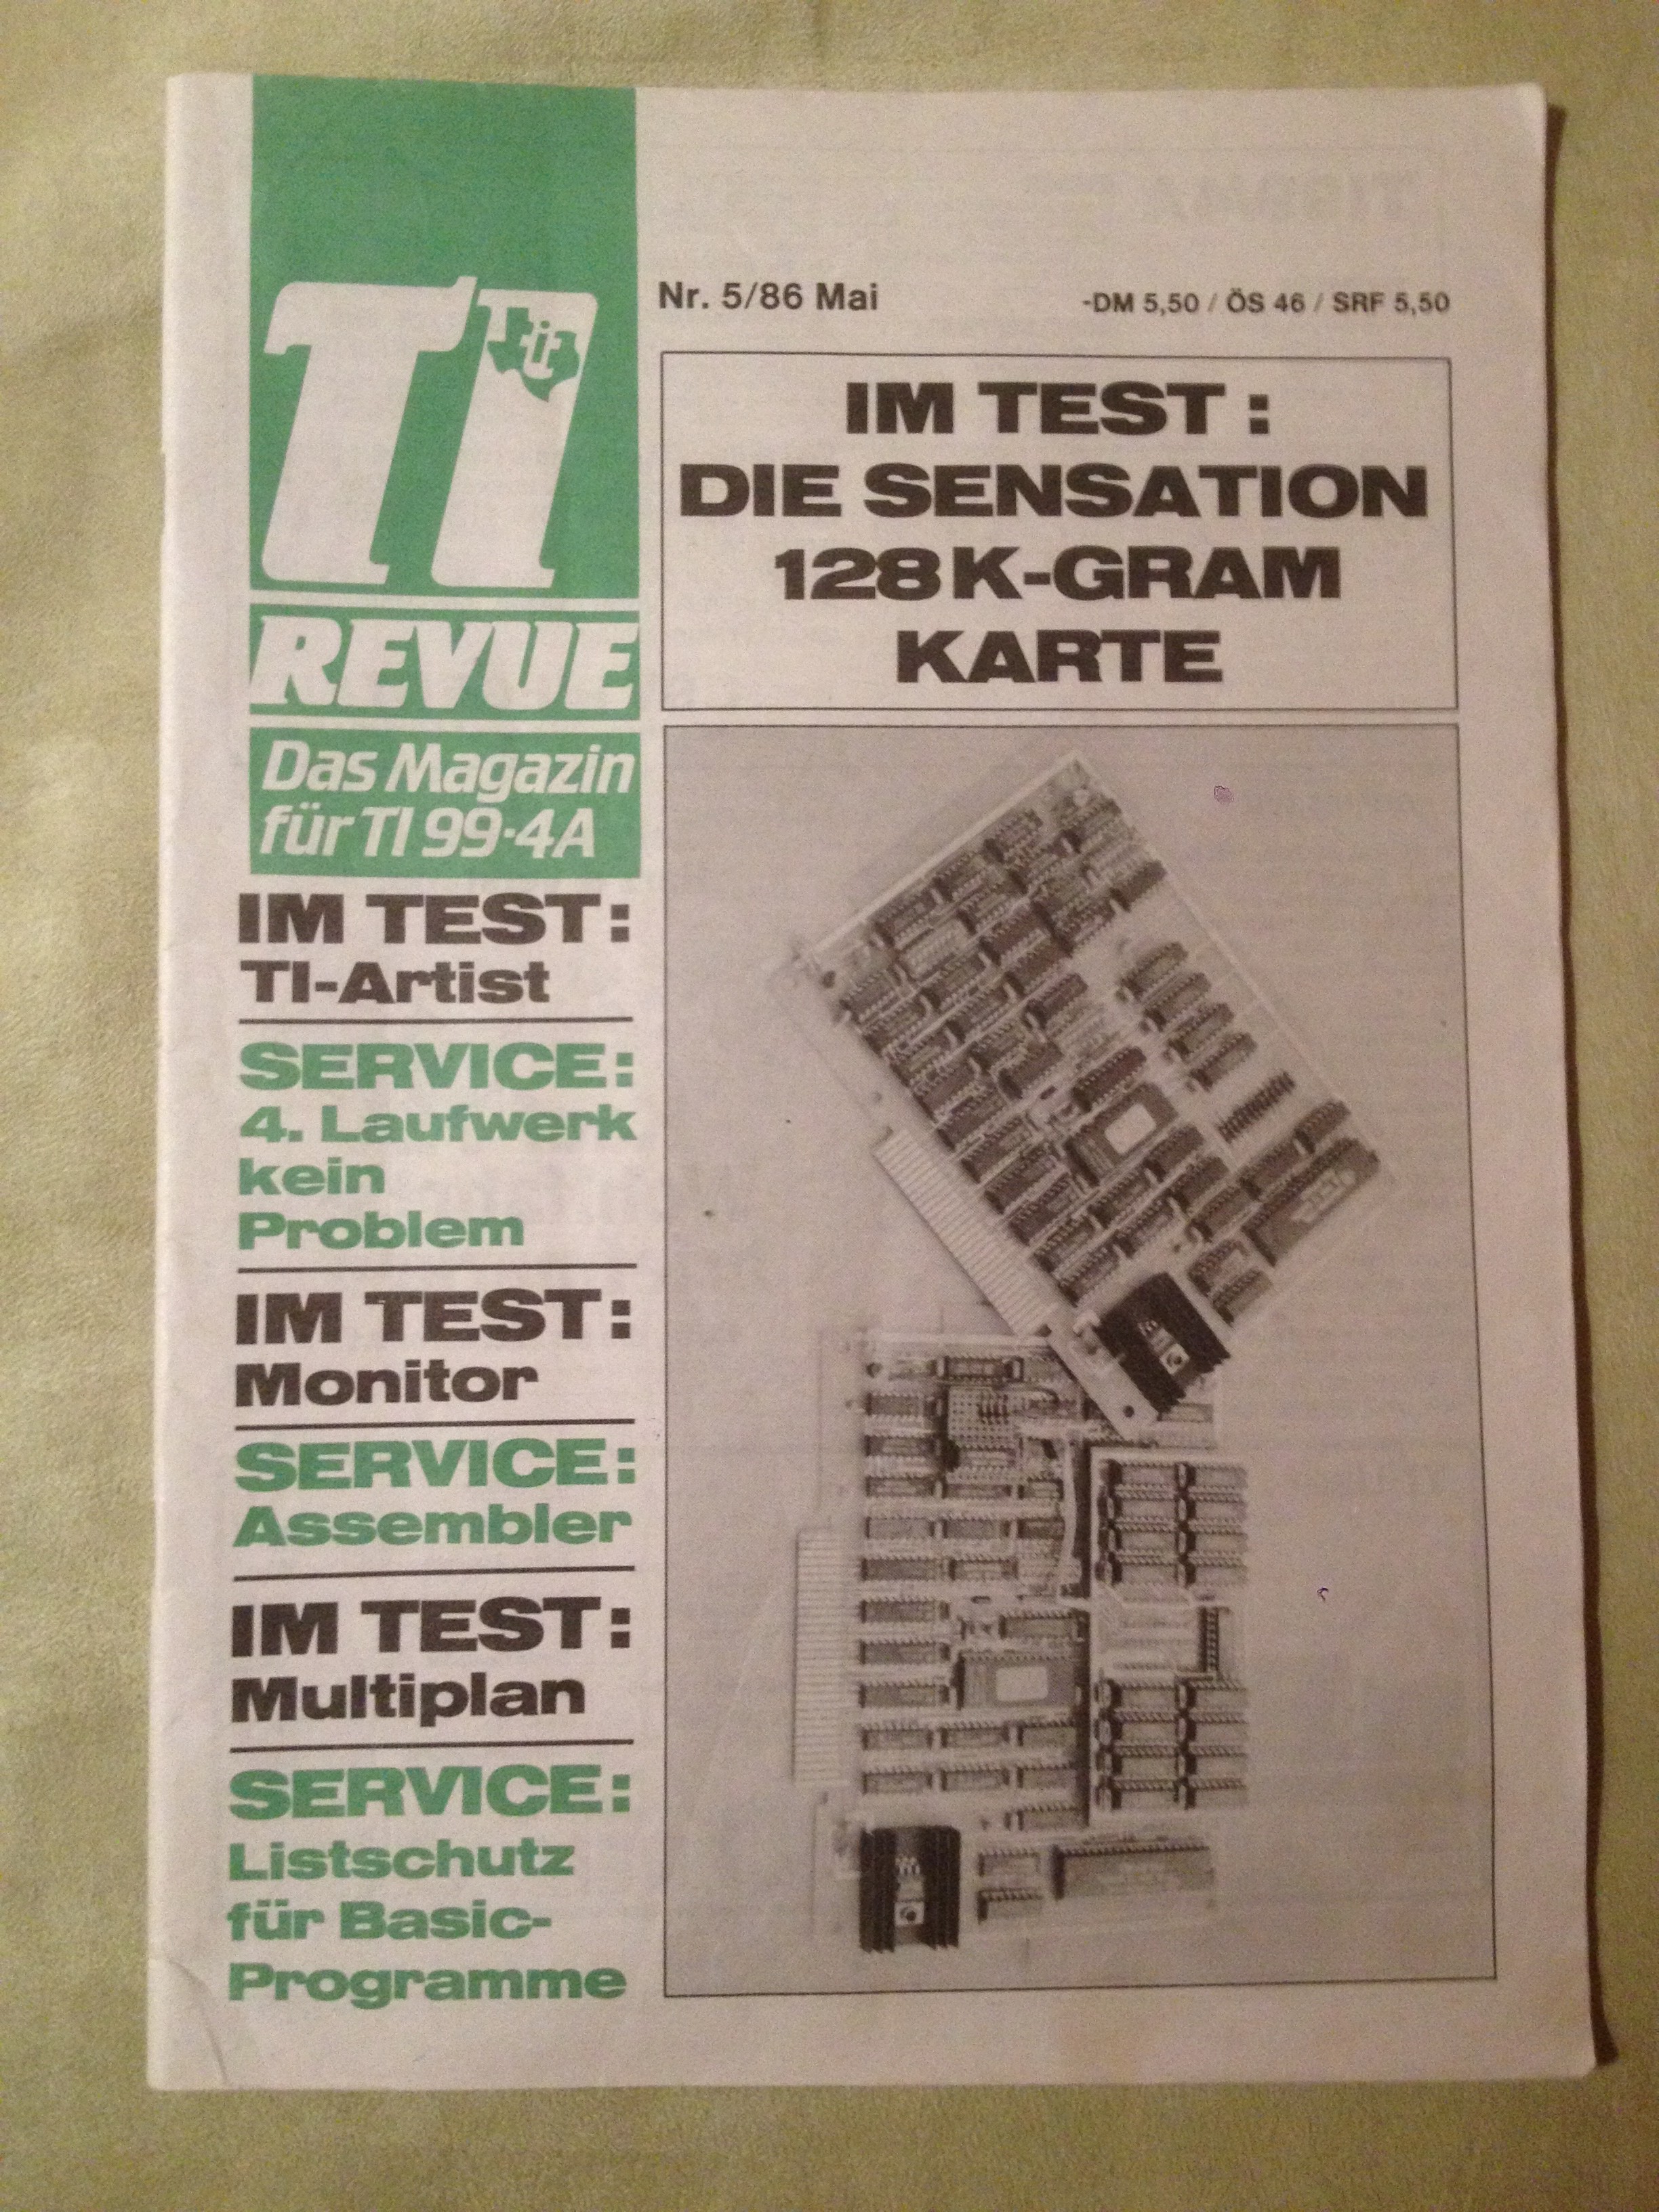 TI
Ti
REVUE
Das Magazin
für TI 99-4A
Nr. 5/86 Mai
-DM 5,50 / ÖS 46 / SRF 5,50
IM TEST :
DIE SENSATION
128K-GRAM
KARTE
IM TEST:
TI-Artist
SERVICE:
4. Laufwerk
kein
Problem
IM TEST:
Monitor
SERVICE:
Assembler
IM TEST:
Multiplan
SERVICE:
Listschutz
für Basic-
Programme